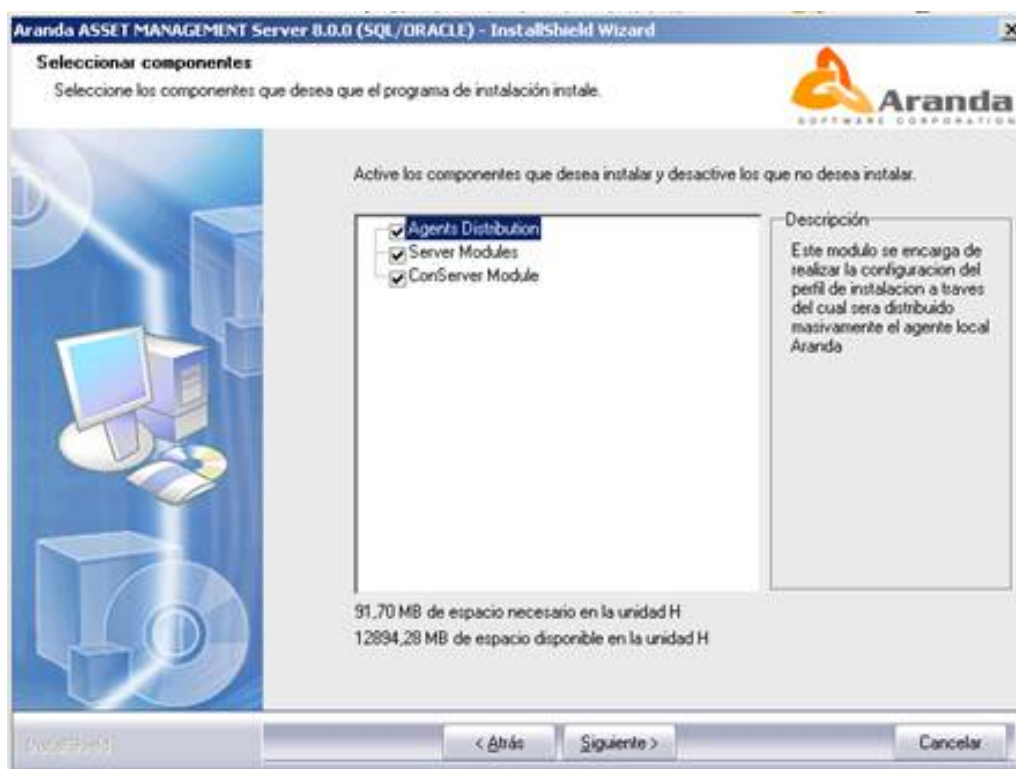 Aranda ASSET MANAGEMENT Server 8.0.0 (SQL/ORACLE) - InstallShield Wizard
Seleccionar componentes
Seleccione los componentes que desea que el programa de instalación instale.
Aranda
SOFTWARE CORPORATION
Active los componentes que desea instalar y desactive los que no desea instalar.
Agents Distribution
Server Modules
ConServer Module
Descripción
Este modulo se encarga de
realizar la configuracion del
perfil de instalacion a traves
del cual sera distribuido
masivamente el agente local
Aranda
91,70 MB de espacio necesario en la unidad H
12894,28 MB de espacio disponible en la unidad H
InstallShield
< Atrás
Siguiente >
Cancelar